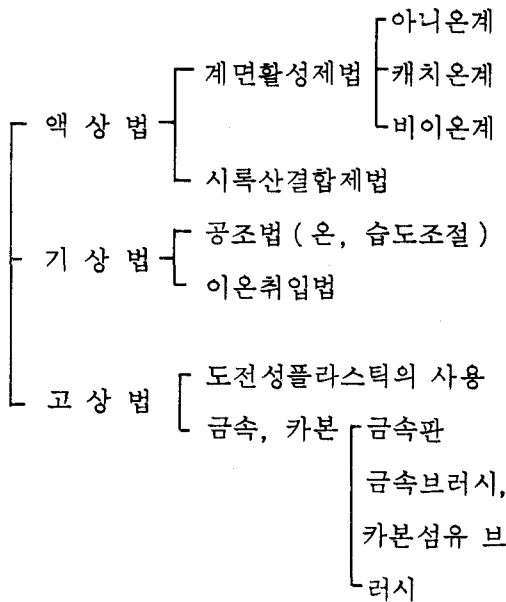 아니온계
계면활성제법 캐치온계
액 상 법 비이온계
시록산결합제법
공조법 ( 온, 습도조절 )
기 상 법
이온취입법
도전성플라스틱의 사용
고 상 법
금속, 카본 금속판
금속브러시,
카본섬유 브
러시